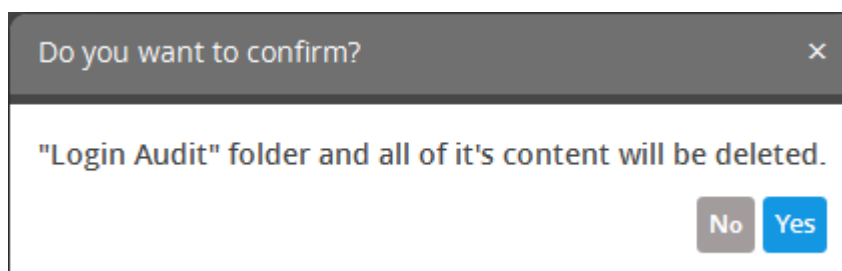 Do you want to confirm? ×
"Login Audit" folder and all of it's content will be deleted.
No Yes